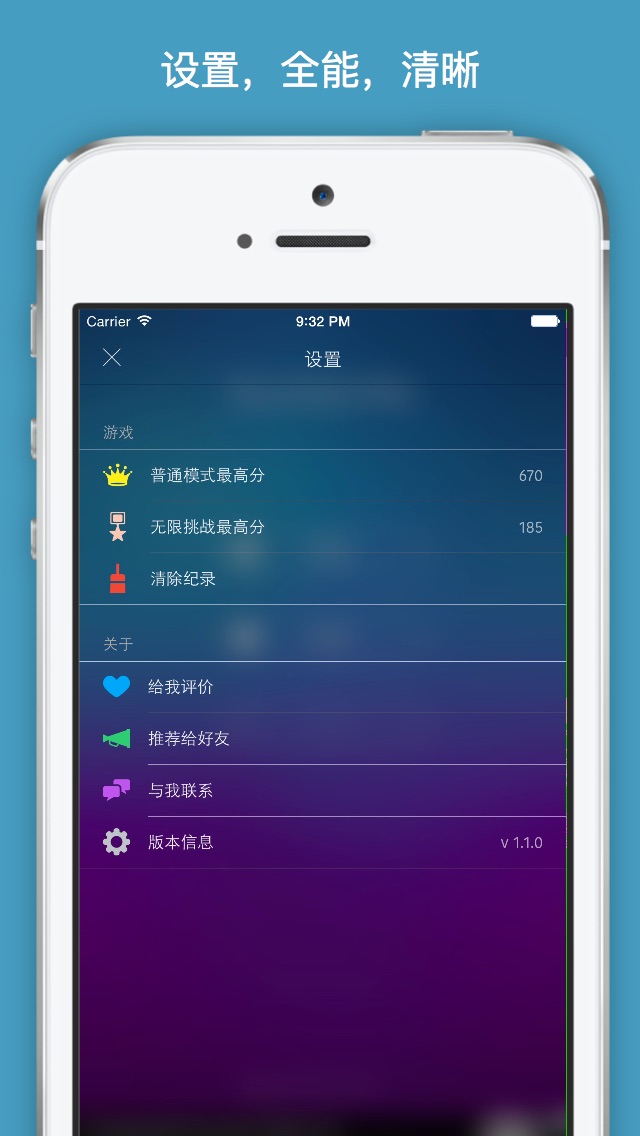 设置，全能，清晰
Carrier 9:32 PM
设置
游戏
普通模式最高分 670
无限挑战最高分 185
清除纪录
关于
给我评价
推荐给好友
与我联系
版本信息 v 1.1.0